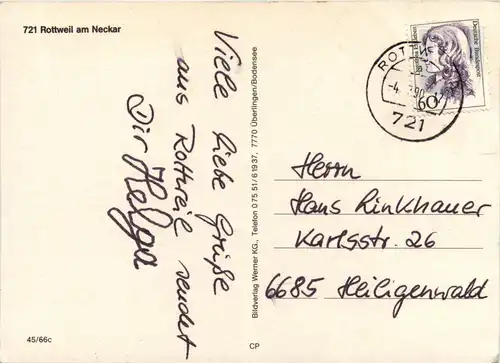 721 Rottweil am Neckar
Viele liebe Grüße
aus Rottweil sendet
Dir Helga
45/66c
Bildverlag Werner KG., Telefon 0 75 51 / 6 19 37, 7770 Überlingen/Bodensee
CP
Deutsche Bundespost
60
721
Herrn
Hans Linkhauer
Karlsstr. 26
6685 Heiligenwald